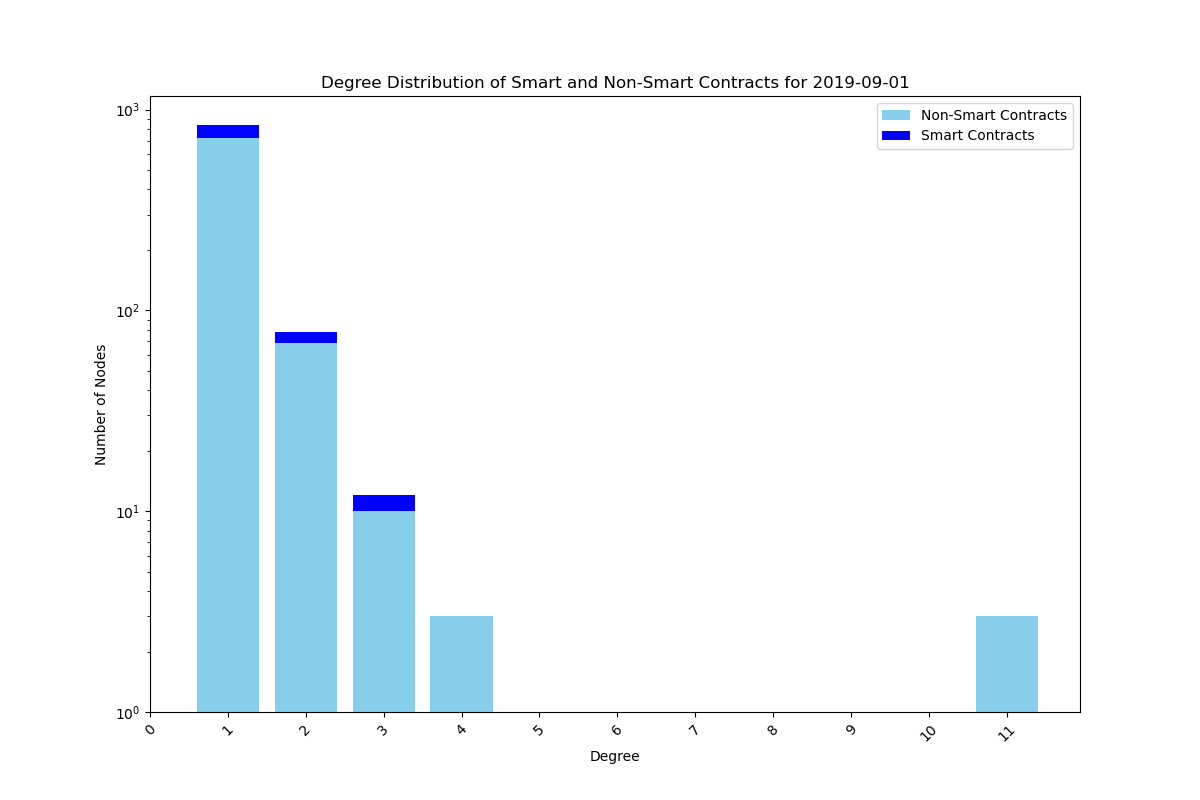 Degree Distribution of Smart and Non-Smart Contracts for 2019-09-01
Non-Smart Contracts
Smart Contracts
Number of Nodes
10³
10²
10¹
10⁰
0 1 2 3 4 5 6 7 8 9 10 11
Degree